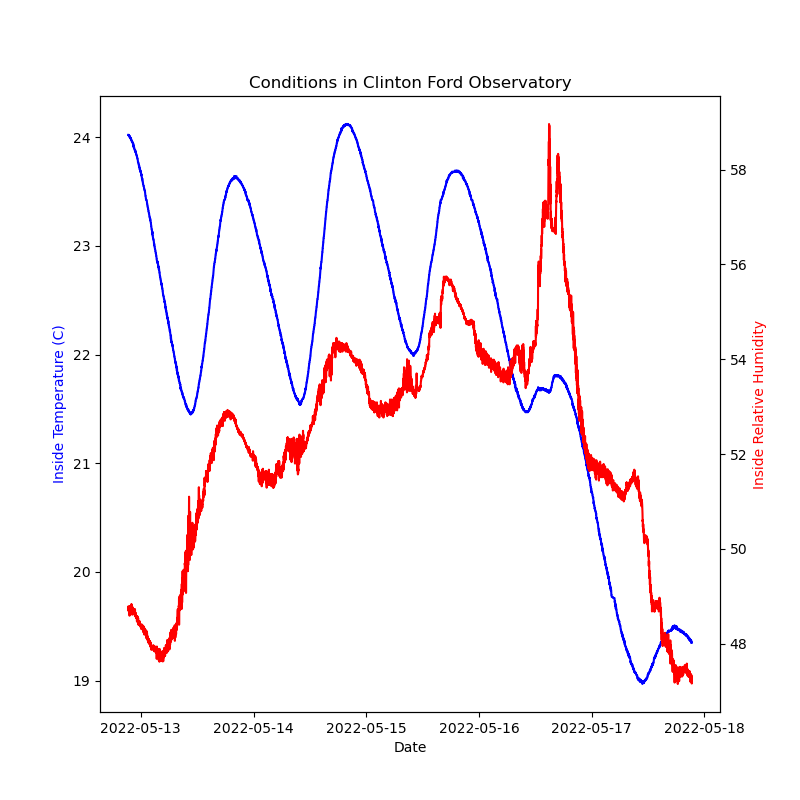 Conditions in Clinton Ford Observatory
24
23
22
21
20
19
Inside Temperature (C)
58
56
54
52
50
48
Inside Relative Humidity
2022-05-13 2022-05-14 2022-05-15 2022-05-16 2022-05-17 2022-05-18
Date